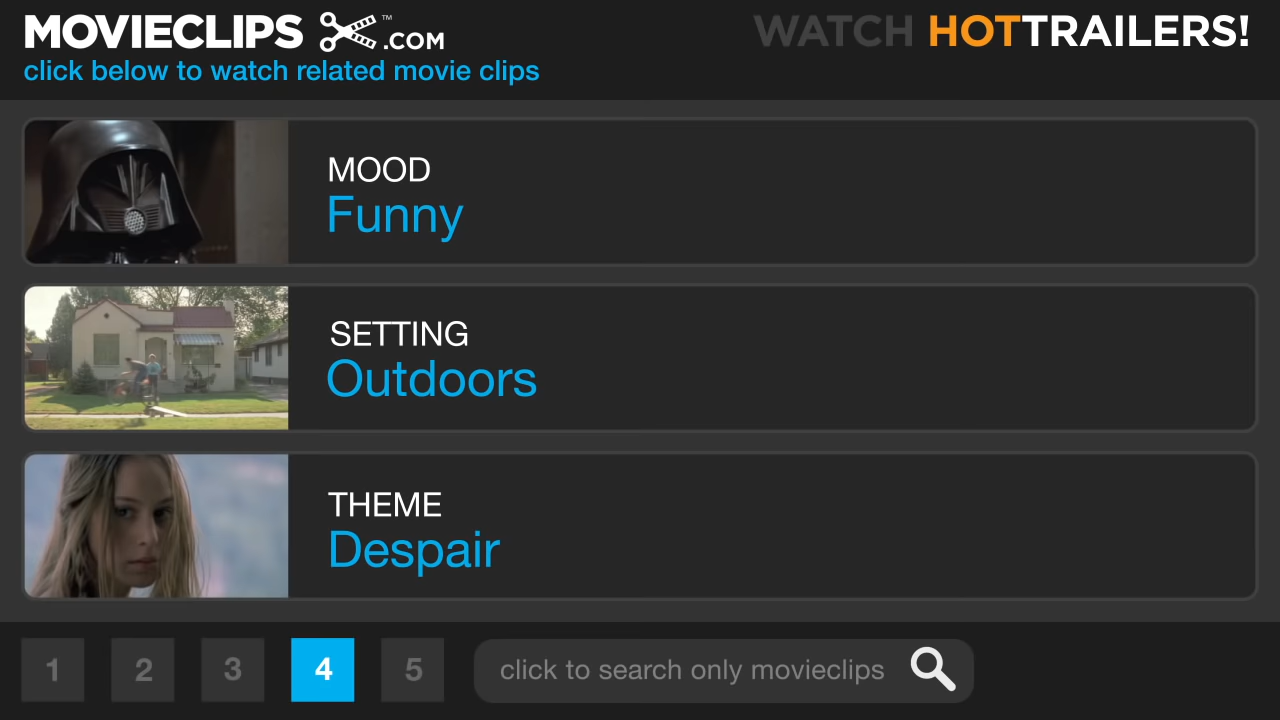 MOVIECLIPS ™ .COM
WATCH HOTTRAILERS!
click below to watch related movie clips
MOOD
Funny
SETTING
Outdoors
THEME
Despair
1 2 3 4 5
click to search only movieclips